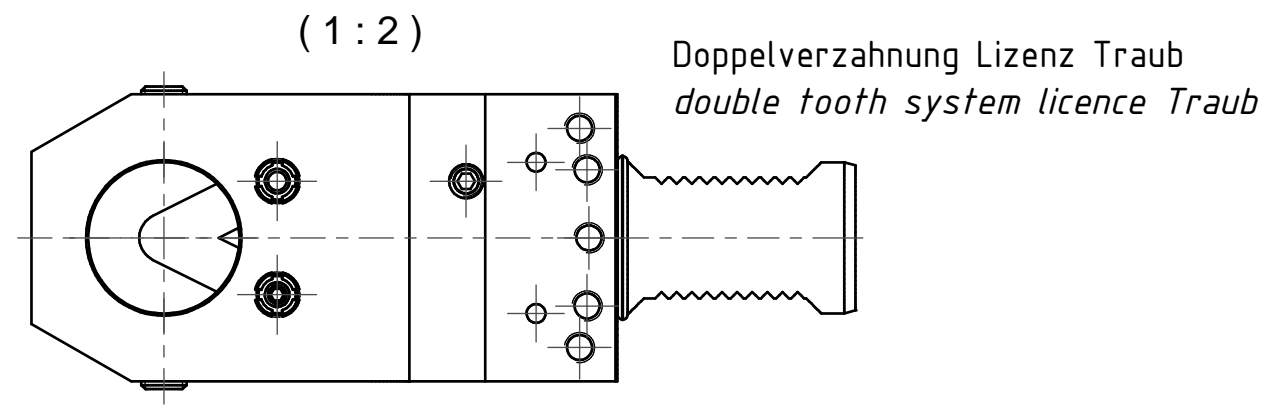 ( 1 : 2 )
Doppelverzahnung Lizenz Traub
double tooth system licence Traub